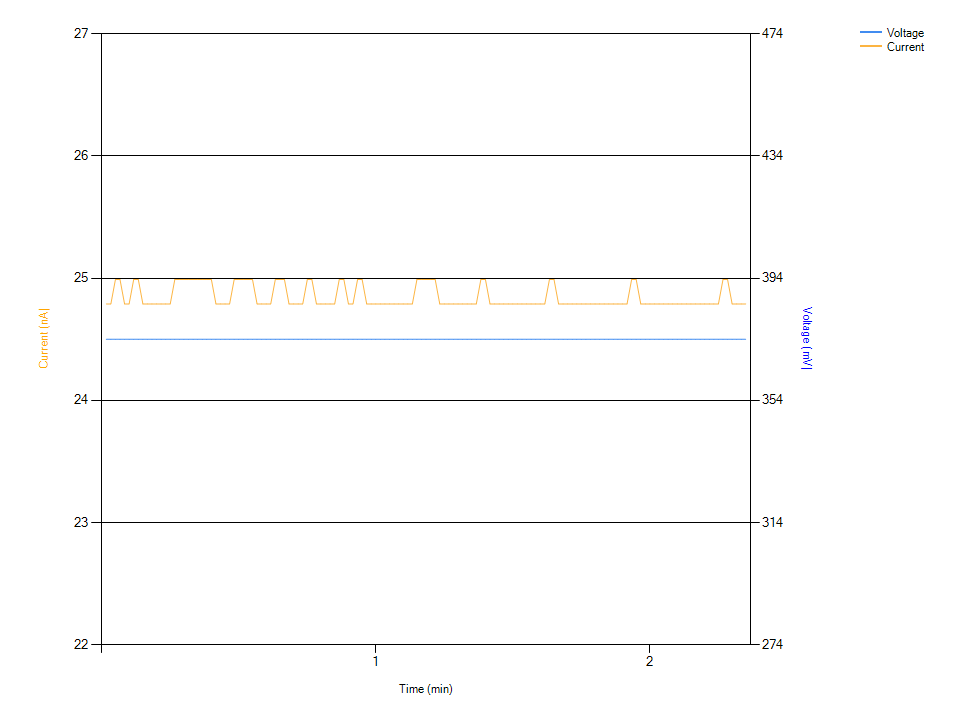 27
26
25
24
23
22
Current (nA)
474
434
394
354
314
274
Voltage (mV)
1
2
Time (min)
Voltage
Current